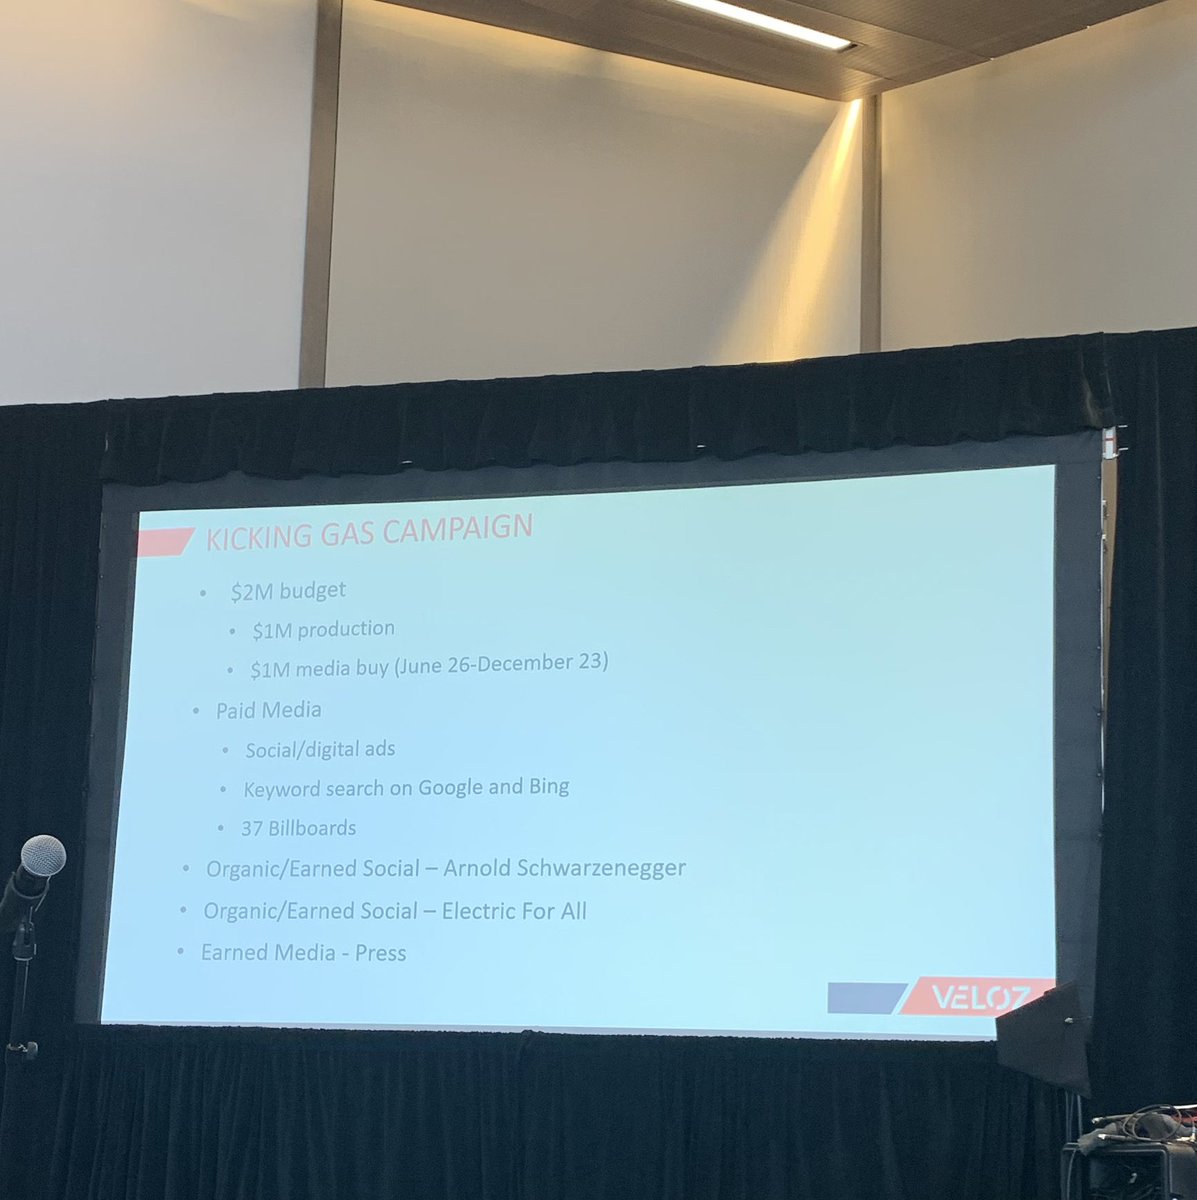 KICKING GAS CAMPAIGN
• $2M budget
• $1M production
• $1M media buy (June 26-December 23)
• Paid Media
• Social/digital ads
• Keyword search on Google and Bing
• 37 Billboards
• Organic/Earned Social – Arnold Schwarzenegger
• Organic/Earned Social – Electric For All
• Earned Media - Press
VELOZ